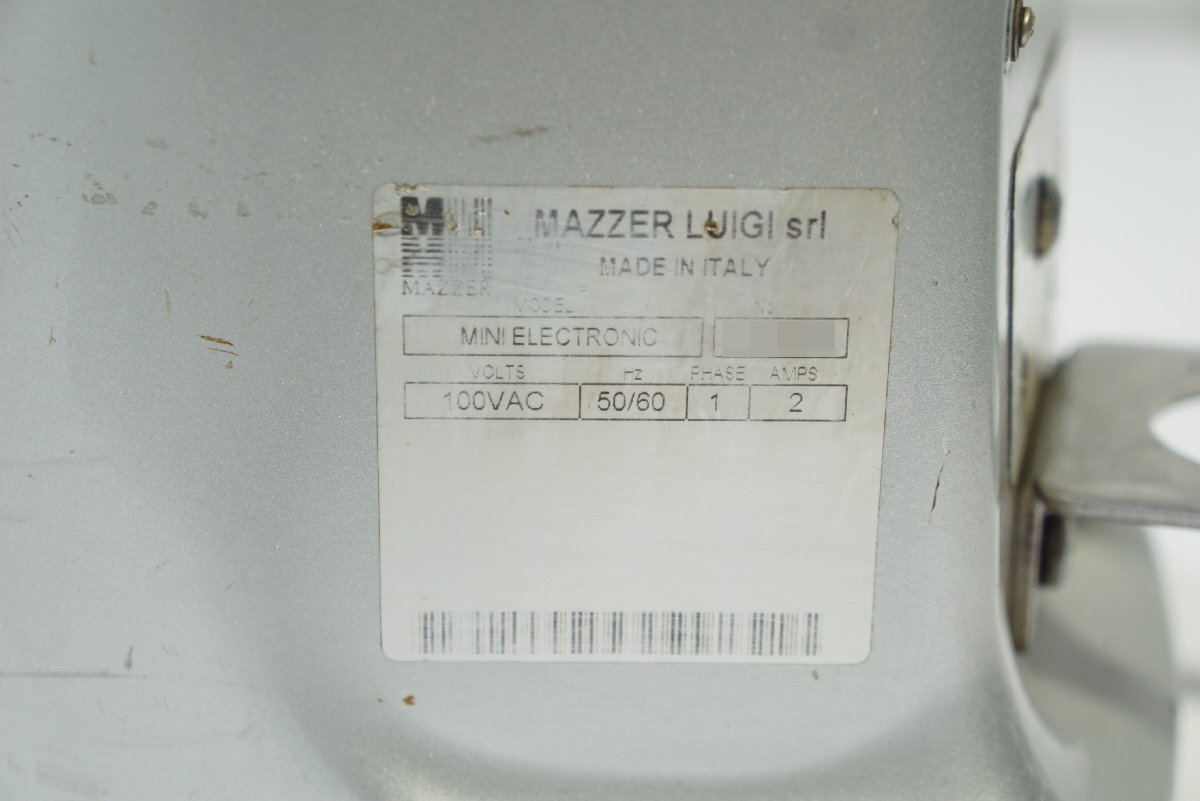 M
MAZZER
MAZZER LUIGI srl
MADE IN ITALY
MODEL No
MINI ELECTRONIC
VOLTS Hz PHASE AMPS
100VAC 50/60 1 2